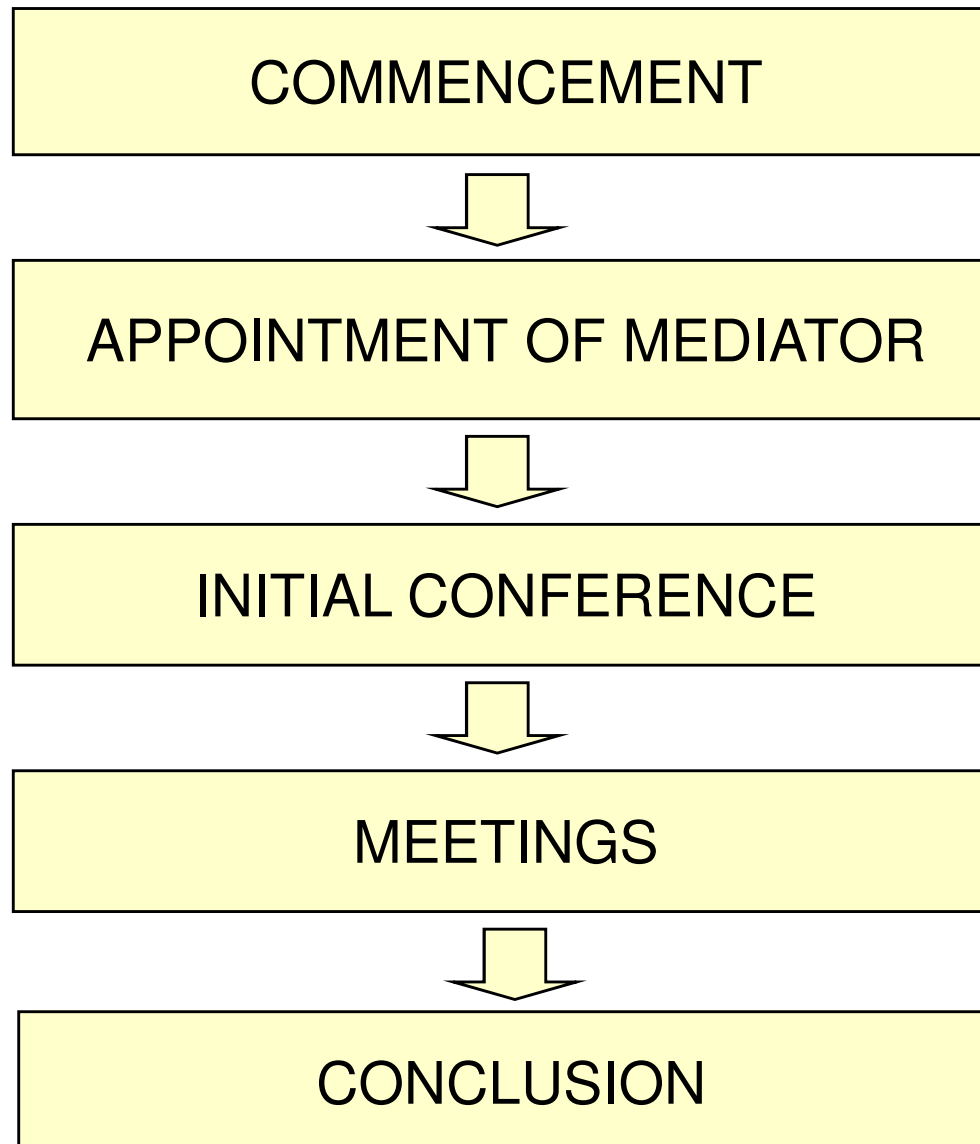 COMMENCEMENT
APPOINTMENT OF MEDIATOR
INITIAL CONFERENCE
MEETINGS
CONCLUSION